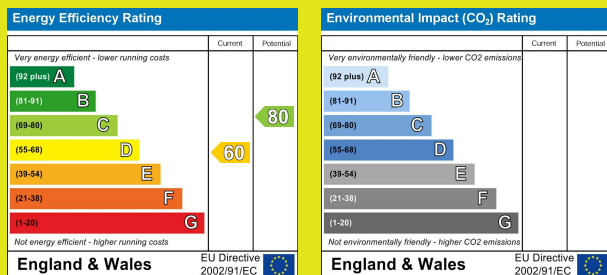 Energy Efficiency Rating
Current Potential
Very energy efficient - lower running costs
(92 plus) A
(81-91) B
(69-80) C
80
(55-68) D
60
(39-54) E
(21-38) F
(1-20) G
Not energy efficient - higher running costs
England & Wales
EU Directive
2002/91/EC
Environmental Impact (CO₂) Rating
Current Potential
Very environmentally friendly - lower CO2 emissions
(92 plus) A
(81-91) B
(69-80) C
(55-68) D
(39-54) E
(21-38) F
(1-20) G
Not environmentally friendly - higher CO2 emissions
England & Wales
EU Directive
2002/91/EC